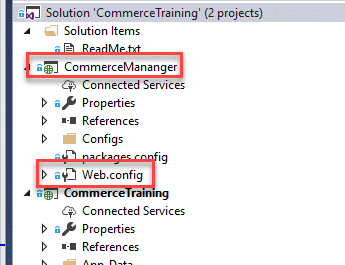 Solution 'CommerceTraining' (2 projects)
Solution Items
ReadMe.txt
CommerceMananger
Connected Services
Properties
References
Configs
packages.config
Web.config
CommerceTraining
Connected Services
Properties
References
App_Data